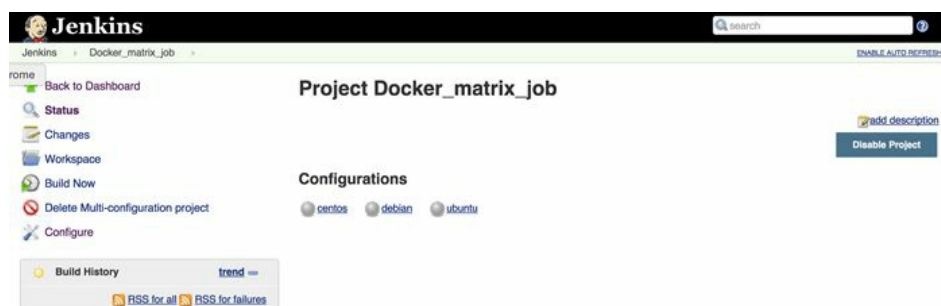 Jenkins
search
Jenkins Docker_matrix_job
ENABLE AUTO REFRESH
rome
Back to Dashboard
Status
Changes
Workspace
Build Now
Delete Multi-configuration project
Configure
Project Docker_matrix_job
add description
Disable Project
Configurations
centos debian ubuntu
Build History trend
RSS for all RSS for failures